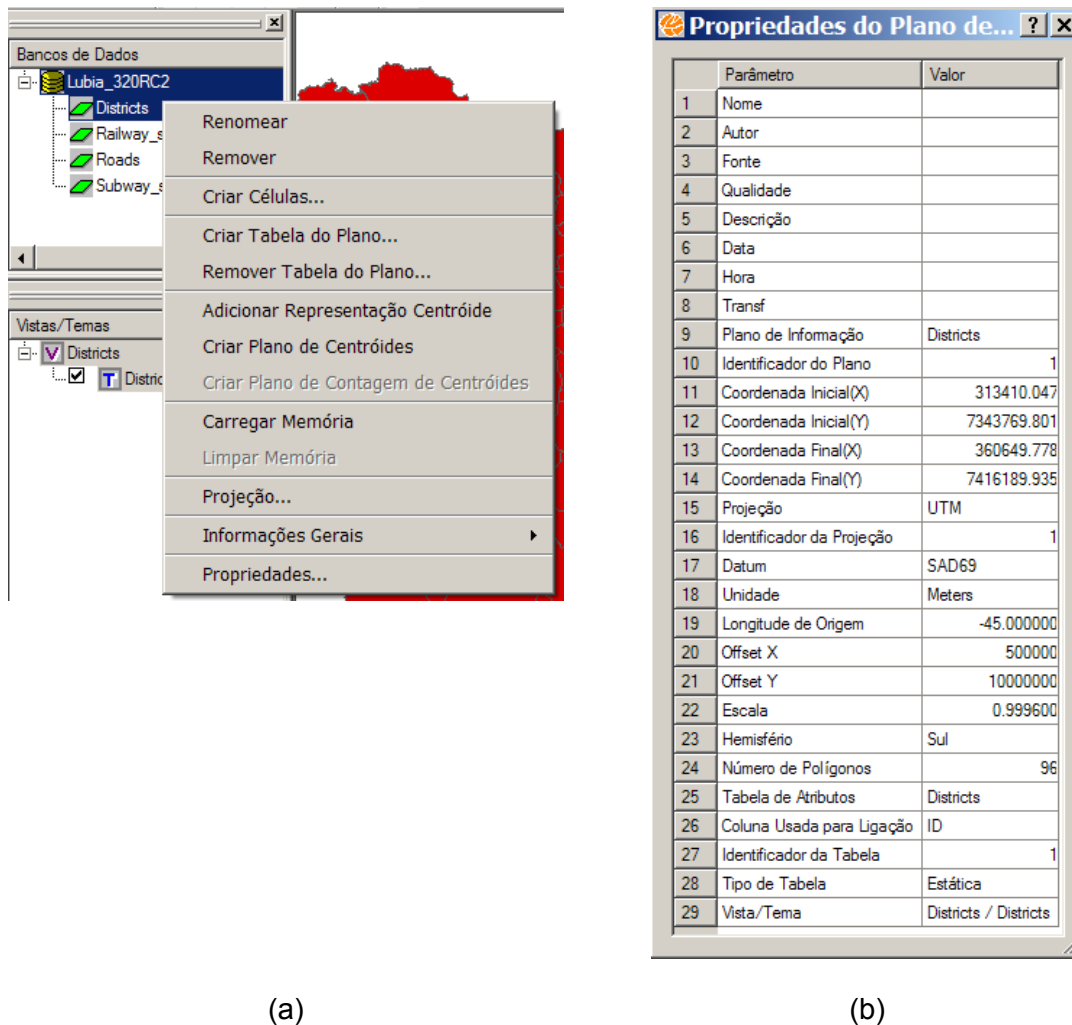 Bancos de Dados
Lubia_320RC2
Districts
Railway_s
Roads
Subway_s
Renomear
Remover
Criar Células...
Criar Tabela do Plano...
Remover Tabela do Plano...
Adicionar Representação Centróide
Criar Plano de Centróides
Criar Plano de Contagem de Centróides
Carregar Memória
Limpar Memória
Projeção...
Informações Gerais
Propriedades...
Vistas/Temas
V Districts
T Distric
(a)
Propriedades do Plano de... ? x
Parâmetro Valor
1 Nome
2 Autor
3 Fonte
4 Qualidade
5 Descrição
6 Data
7 Hora
8 Transf
9 Plano de Informação Districts
10 Identificador do Plano 1
11 Coordenada Inicial(X) 313410.047
12 Coordenada Inicial(Y) 7343769.801
13 Coordenada Final(X) 360649.778
14 Coordenada Final(Y) 7416189.935
15 Projeção UTM
16 Identificador da Projeção 1
17 Datum SAD69
18 Unidade Meters
19 Longitude de Origem -45.000000
20 Offset X 500000
21 Offset Y 10000000
22 Escala 0.999600
23 Hemisfério Sul
24 Número de Polígonos 96
25 Tabela de Atributos Districts
26 Coluna Usada para Ligação ID
27 Identificador da Tabela 1
28 Tipo de Tabela Estática
29 Vista/Tema Districts / Districts
(b)